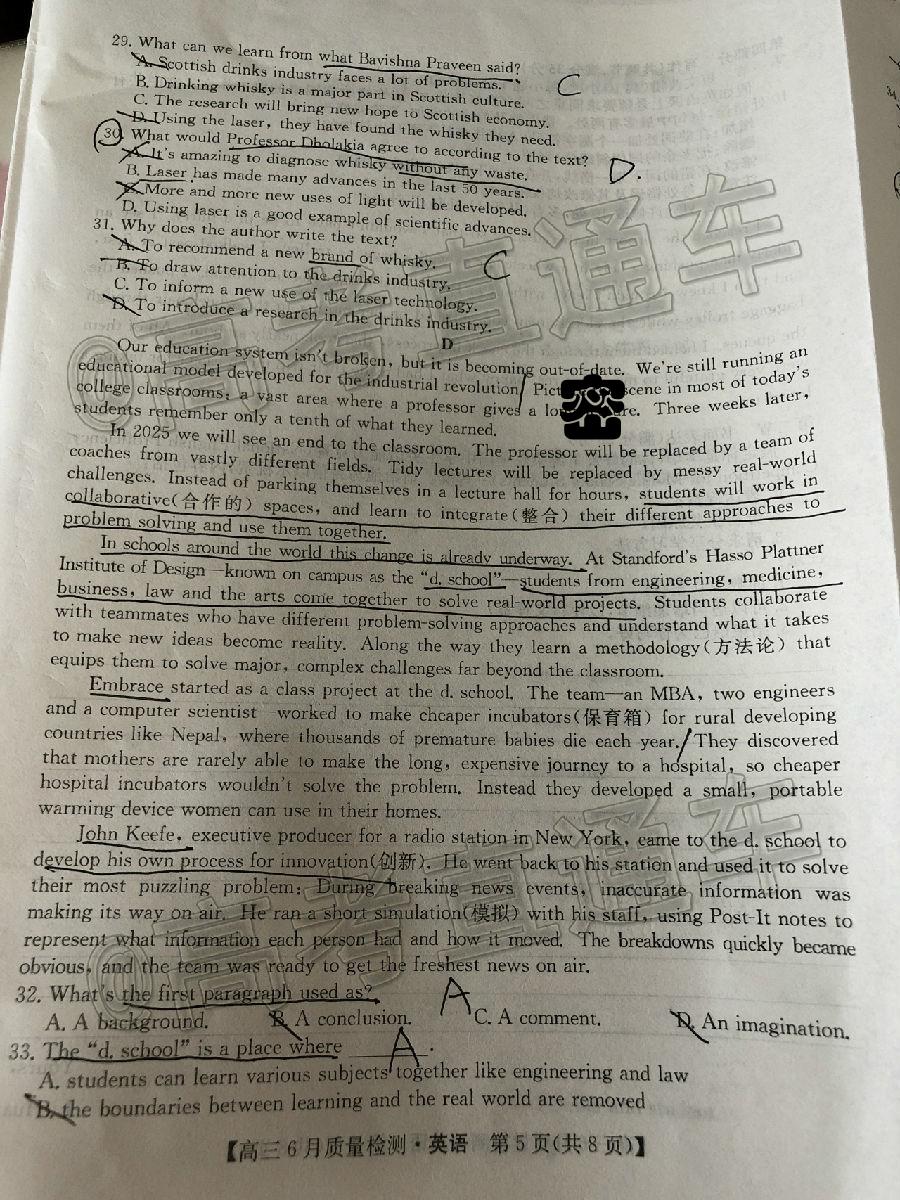 29. What can we learn from what Bavishna Praveen said?
A. Scottish drinks industry faces a lot of problems.
B. Drinking whisky is a major part in Scottish culture.
C. The research will bring new hope to Scottish economy.
D. Using the laser, they have found the whisky they need.
C
30. What would Professor Dholakia agree to according to the text?
A. It's amazing to diagnose whisky without any waste.
B. Laser has made many advances in the last 50 years.
C. More and more new uses of light will be developed.
D. Using laser is a good example of scientific advances.
D.
31. Why does the author write the text?
A. To recommend a new brand of whisky.
B. To draw attention to the drinks industry.
C. To inform a new use of the laser technology.
D. To introduce a research in the drinks industry.
C
D
Our education system isn't broken, but it is becoming out-of-date. We're still running an
educational model developed for the industrial revolution. Pict scene in most of today's
college classrooms: a vast area where a professor gives a lo re. Three weeks later,
students remember only a tenth of what they learned.
In 2025 we will see an end to the classroom. The professor will be replaced by a team of
coaches from vastly different fields. Tidy lectures will be replaced by messy real-world
challenges. Instead of parking themselves in a lecture hall for hours, students will work in
collaborative(合作的) spaces, and learn to integrate(整合) their different approaches to
problem solving and use them together.
In schools around the world this change is already underway. At Standford's Hasso Plattner
Institute of Design—known on campus as the “d. school”—students from engineering, medicine,
business, law and the arts come together to solve real-world projects. Students collaborate
with teammates who have different problem-solving approaches and understand what it takes
to make new ideas become reality. Along the way they learn a methodology(方法论) that
equips them to solve major, complex challenges far beyond the classroom.
Embrace started as a class project at the d. school. The team—an MBA, two engineers
and a computer scientist—worked to make cheaper incubators(保育箱) for rural developing
countries like Nepal, where thousands of premature babies die each year. They discovered
that mothers are rarely able to make the long, expensive journey to a hospital, so cheaper
hospital incubators wouldn't solve the problem. Instead they developed a small, portable
warming device women can use in their homes.
John Keefe, executive producer for a radio station in New York, came to the d. school to
develop his own process for innovation(创新). He went back to his station and used it to solve
their most puzzling problem: During breaking news events, inaccurate information was
making its way on air. He ran a short simulation(模拟) with his staff, using Post-It notes to
represent what information each person had and how it moved. The breakdowns quickly became
obvious, and the team was ready to get the freshest news on air.
32. What's the first paragraph used as?
A
A. A background. B. A conclusion. C. A comment. D. An imagination.
33. The “d. school” is a place where ______.
A
A. students can learn various subjects together like engineering and law
B. the boundaries between learning and the real world are removed
【高三6月质量检测·英语 第5页(共8页)】
@高考直通车
@高考直通车